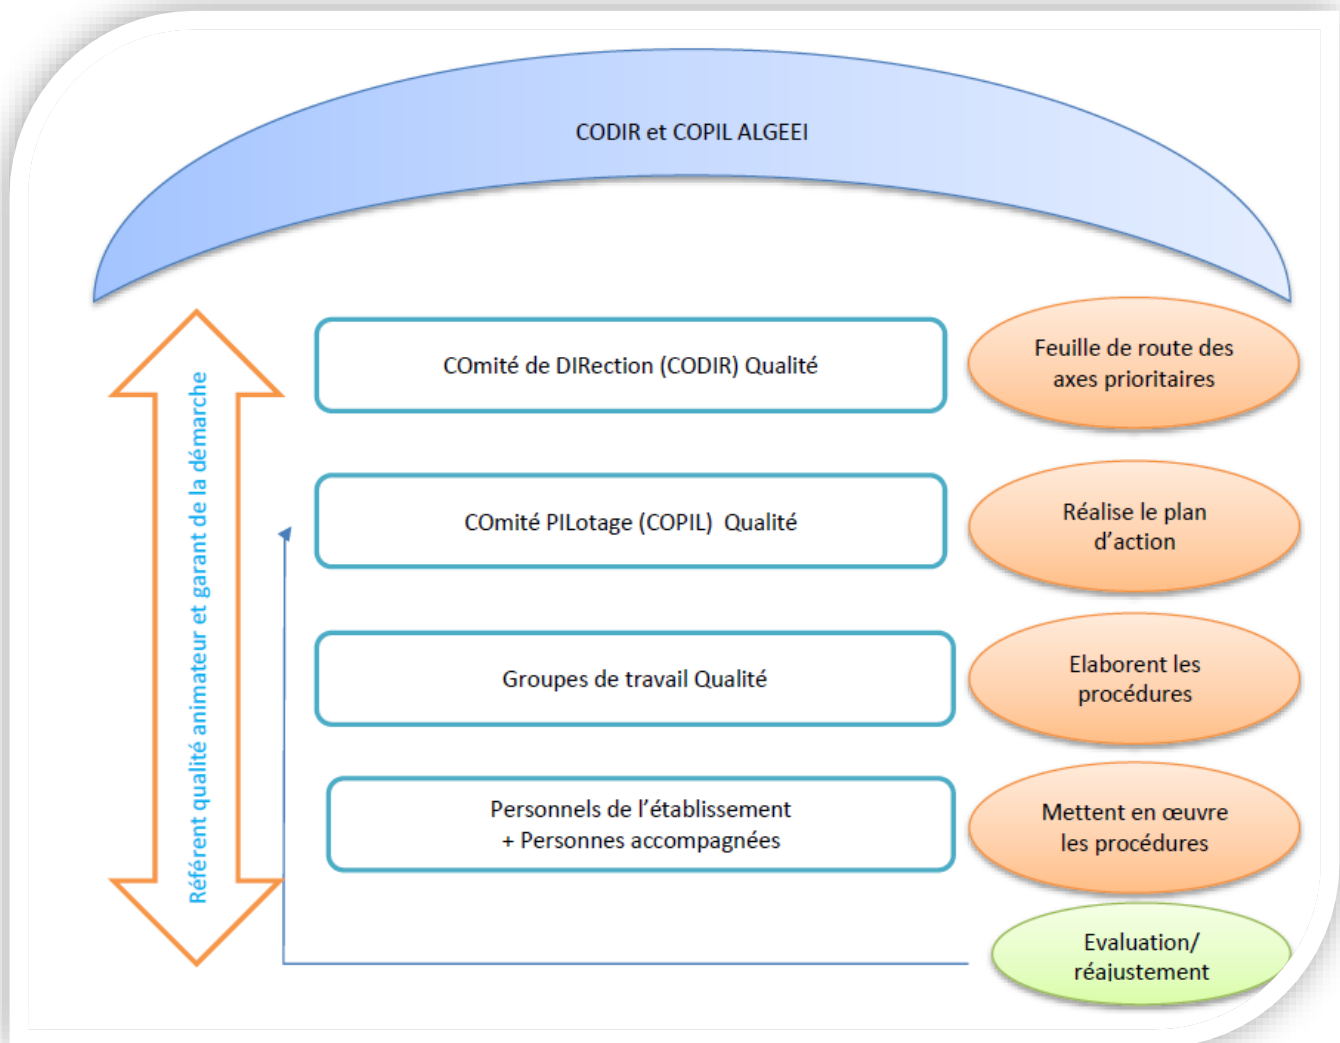 CODIR et COPIL ALGEEI
Référent qualité animateur et garant de la démarche
COmité de DIRection (CODIR) Qualité
Feuille de route des
axes prioritaires
COmité PILotage (COPIL)  Qualité
Réalise le plan
d’action
Groupes de travail Qualité
Elaborent les
procédures
Personnels de l’établissement
+ Personnes accompagnées
Mettent en œuvre
les procédures
Evaluation/
réajustement